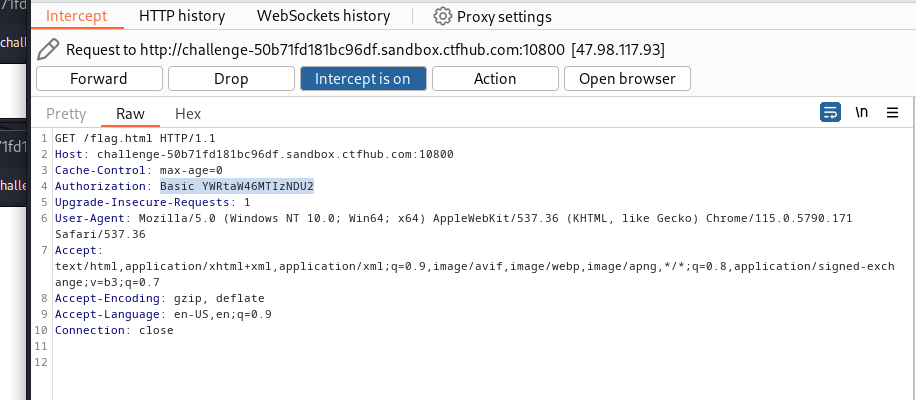 /71fd
chall
71fd1
halle
Intercept HTTP history WebSockets history Proxy settings
Request to http://challenge-50b71fd181bc96df.sandbox.ctfhub.com:10800 [47.98.117.93]
Forward Drop Intercept is on Action Open browser
Pretty Raw Hex \n
1 GET /flag.html HTTP/1.1
2 Host: challenge-50b71fd181bc96df.sandbox.ctfhub.com:10800
3 Cache-Control: max-age=0
4 Authorization: Basic YWRtaW46MTIzNDU2
5 Upgrade-Insecure-Requests: 1
6 User-Agent: Mozilla/5.0 (Windows NT 10.0; Win64; x64) AppleWebKit/537.36 (KHTML, like Gecko) Chrome/115.0.5790.171
Safari/537.36
7 Accept:
text/html,application/xhtml+xml,application/xml;q=0.9,image/avif,image/webp,image/apng,*/*;q=0.8,application/signed-exch
ange;v=b3;q=0.7
8 Accept-Encoding: gzip, deflate
9 Accept-Language: en-US,en;q=0.9
10 Connection: close
11
12